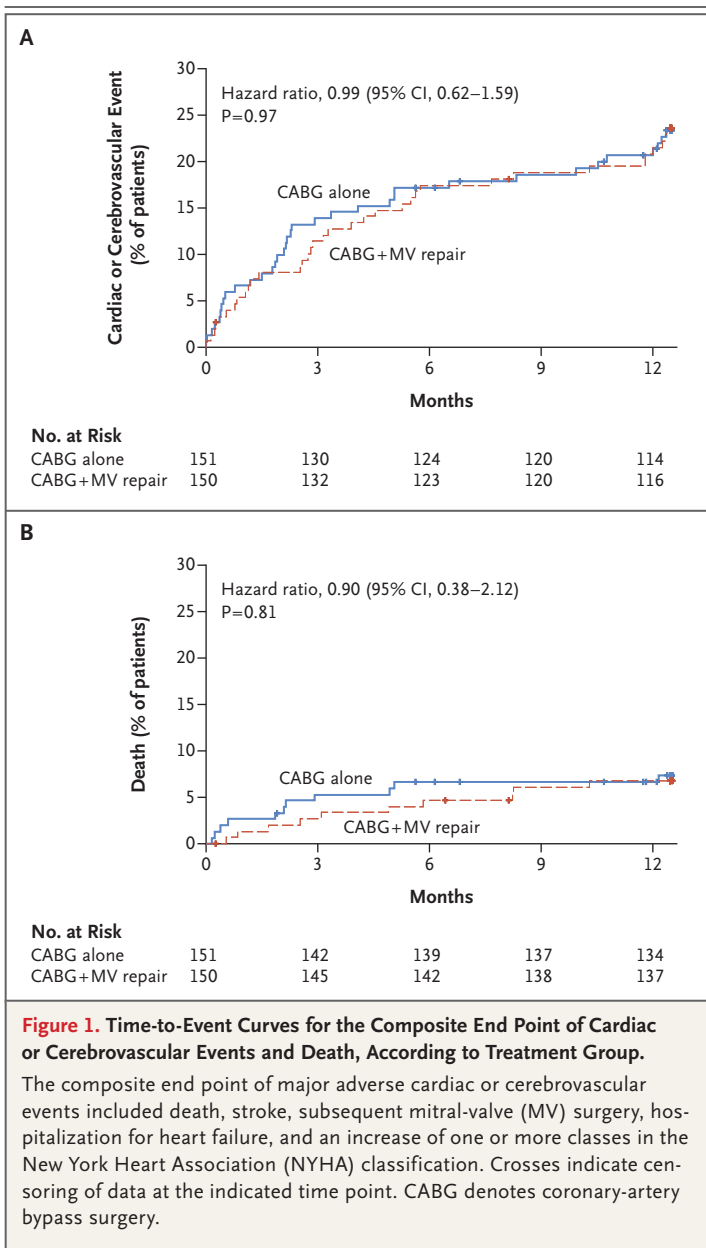 A
Cardiac or Cerebrovascular Event
(% of patients)
30
25
20
15
10
5
0
Hazard ratio, 0.99 (95% CI, 0.62–1.59)
P=0.97
CABG alone
CABG+MV repair
0 3 6 9 12
Months
No. at Risk
CABG alone 151 130 124 120 114
CABG+MV repair 150 132 123 120 116
B
Death (% of patients)
30
25
20
15
10
5
0
Hazard ratio, 0.90 (95% CI, 0.38–2.12)
P=0.81
CABG alone
CABG+MV repair
0 3 6 9 12
Months
No. at Risk
CABG alone 151 142 139 137 134
CABG+MV repair 150 145 142 138 137
Figure 1. Time-to-Event Curves for the Composite End Point of Cardiac
or Cerebrovascular Events and Death, According to Treatment Group.
The composite end point of major adverse cardiac or cerebrovascular
events included death, stroke, subsequent mitral-valve (MV) surgery, hos-
pitalization for heart failure, and an increase of one or more classes in the
New York Heart Association (NYHA) classification. Crosses indicate cen-
soring of data at the indicated time point. CABG denotes coronary-artery
bypass surgery.